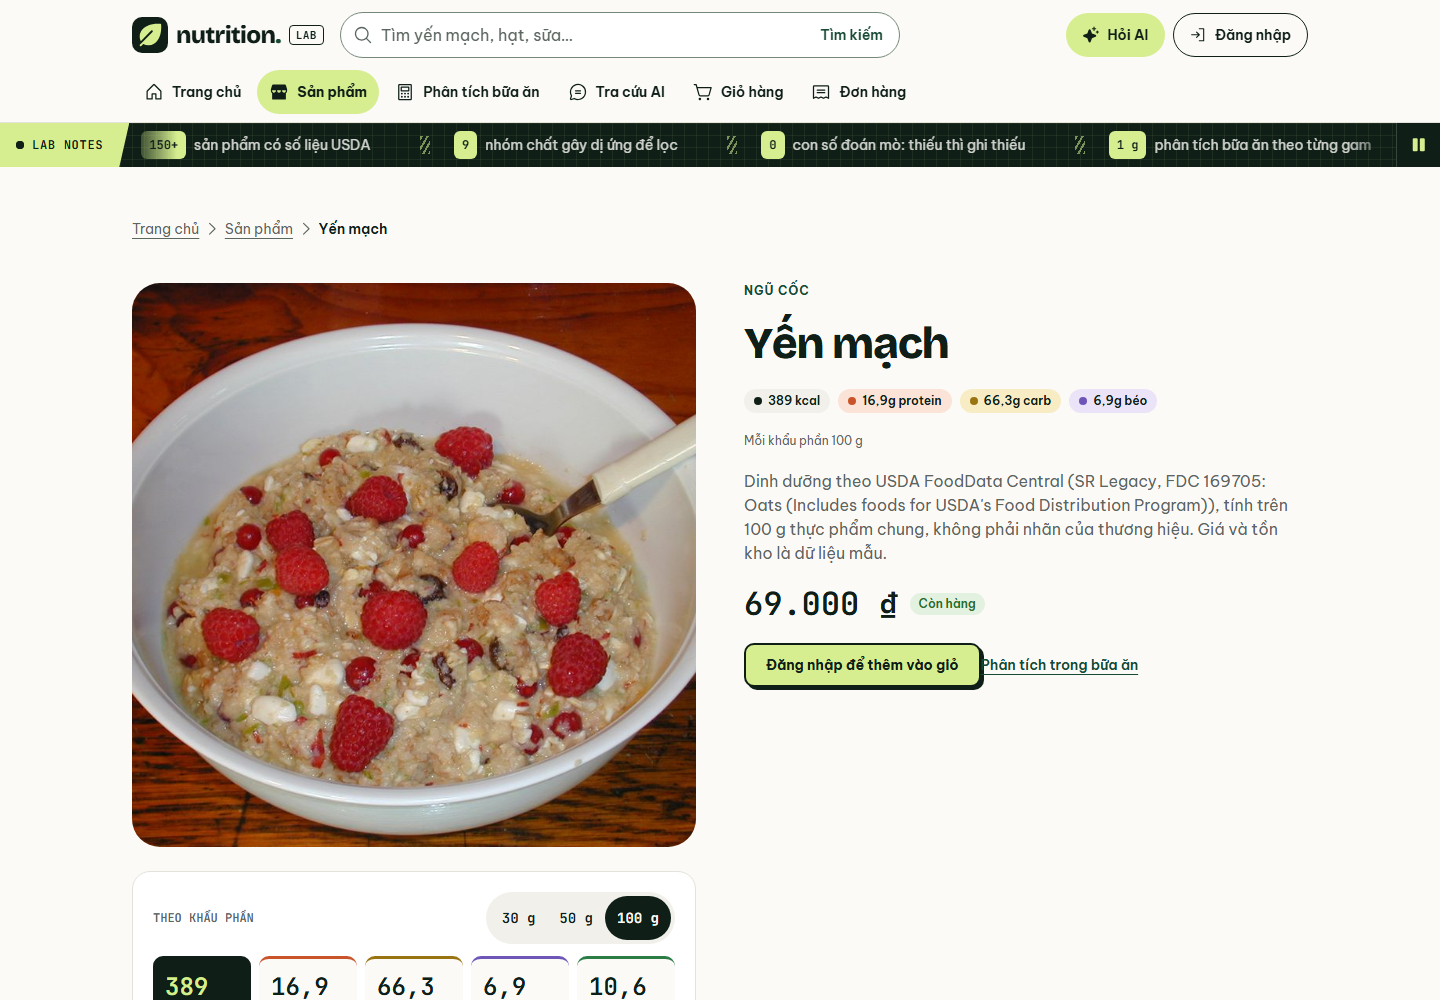 nutrition. LAB
Tìm yến mạch, hạt, sữa...
Tìm kiếm
Hỏi AI
Đăng nhập
Trang chủ
Sản phẩm
Phân tích bữa ăn
Tra cứu AI
Giỏ hàng
Đơn hàng
LAB NOTES
150+ sản phẩm có số liệu USDA
9 nhóm chất gây dị ứng để lọc
0 con số đoán mò: thiếu thì ghi thiếu
1 g phân tích bữa ăn theo từng gam
Trang chủ > Sản phẩm > Yến mạch
NGŨ CỐC
Yến mạch
389 kcal
16,9g protein
66,3g carb
6,9g béo
Mỗi khẩu phần 100 g
Dinh dưỡng theo USDA FoodData Central (SR Legacy, FDC 169705:
Oats (Includes foods for USDA's Food Distribution Program)), tính trên
100 g thực phẩm chung, không phải nhãn của thương hiệu. Giá và tồn
kho là dữ liệu mẫu.
69.000 ₫
Còn hàng
Đăng nhập để thêm vào giỏ
Phân tích trong bữa ăn
THEO KHẨU PHẦN
30 g
50 g
100 g
389
16,9
66,3
6,9
10,6